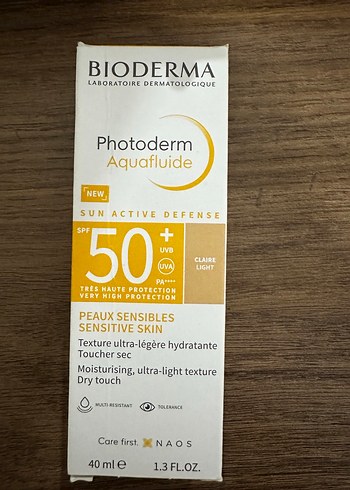 BIODERMA
LABORATOIRE DERMATOLOGIQUE
Photoderm
Aquafluide
NEW
SUN ACTIVE DEFENSE
SPF 50+
UVB
UVA
PA++++
CLAIRE
LIGHT
TRÈS HAUTE PROTECTION
VERY HIGH PROTECTION
PEAUX SENSIBLES
SENSITIVE SKIN
Texture ultra-légère hydratante
Toucher sec
Moisturising, ultra-light texture
Dry touch
MULTI-RESISTANT
TOLERANCE
Care first. NAOS
40 ml ℮ 1.3 FL.OZ.